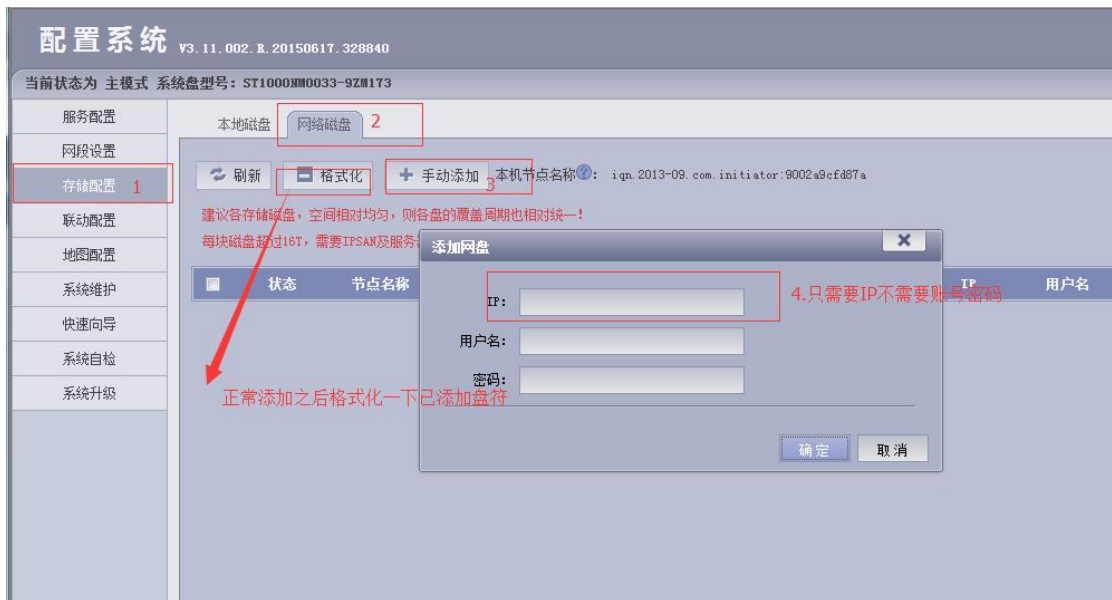 配置系统 V3.11.002.R.20150617.328840
当前状态为 主模式 系统盘型号：ST1000NM0033-9ZM173
服务配置
网段设置
存储配置 1
联动配置
地图配置
系统维护
快速向导
系统自检
系统升级
本地磁盘 网络磁盘 2
刷新 格式化 手动添加 3 本机节点名称?： iqn.2013-09.com.initiator:9002a9cfd87a
建议各存储磁盘，空间相对均匀，则各盘的覆盖周期也相对统一！
每块磁盘超过16T，需要IPSAN及服务
状态 节点名称 IP 用户名
添加网盘
IP：
4.只需要IP不需要账号密码
用户名：
密码：
正常添加之后格式化一下已添加盘符
确定 取消